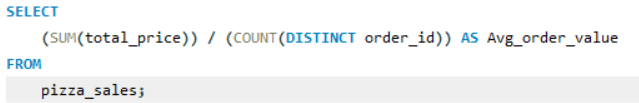 SELECT
(SUM(total_price)) / (COUNT(DISTINCT order_id)) AS Avg_order_value
FROM
pizza_sales;